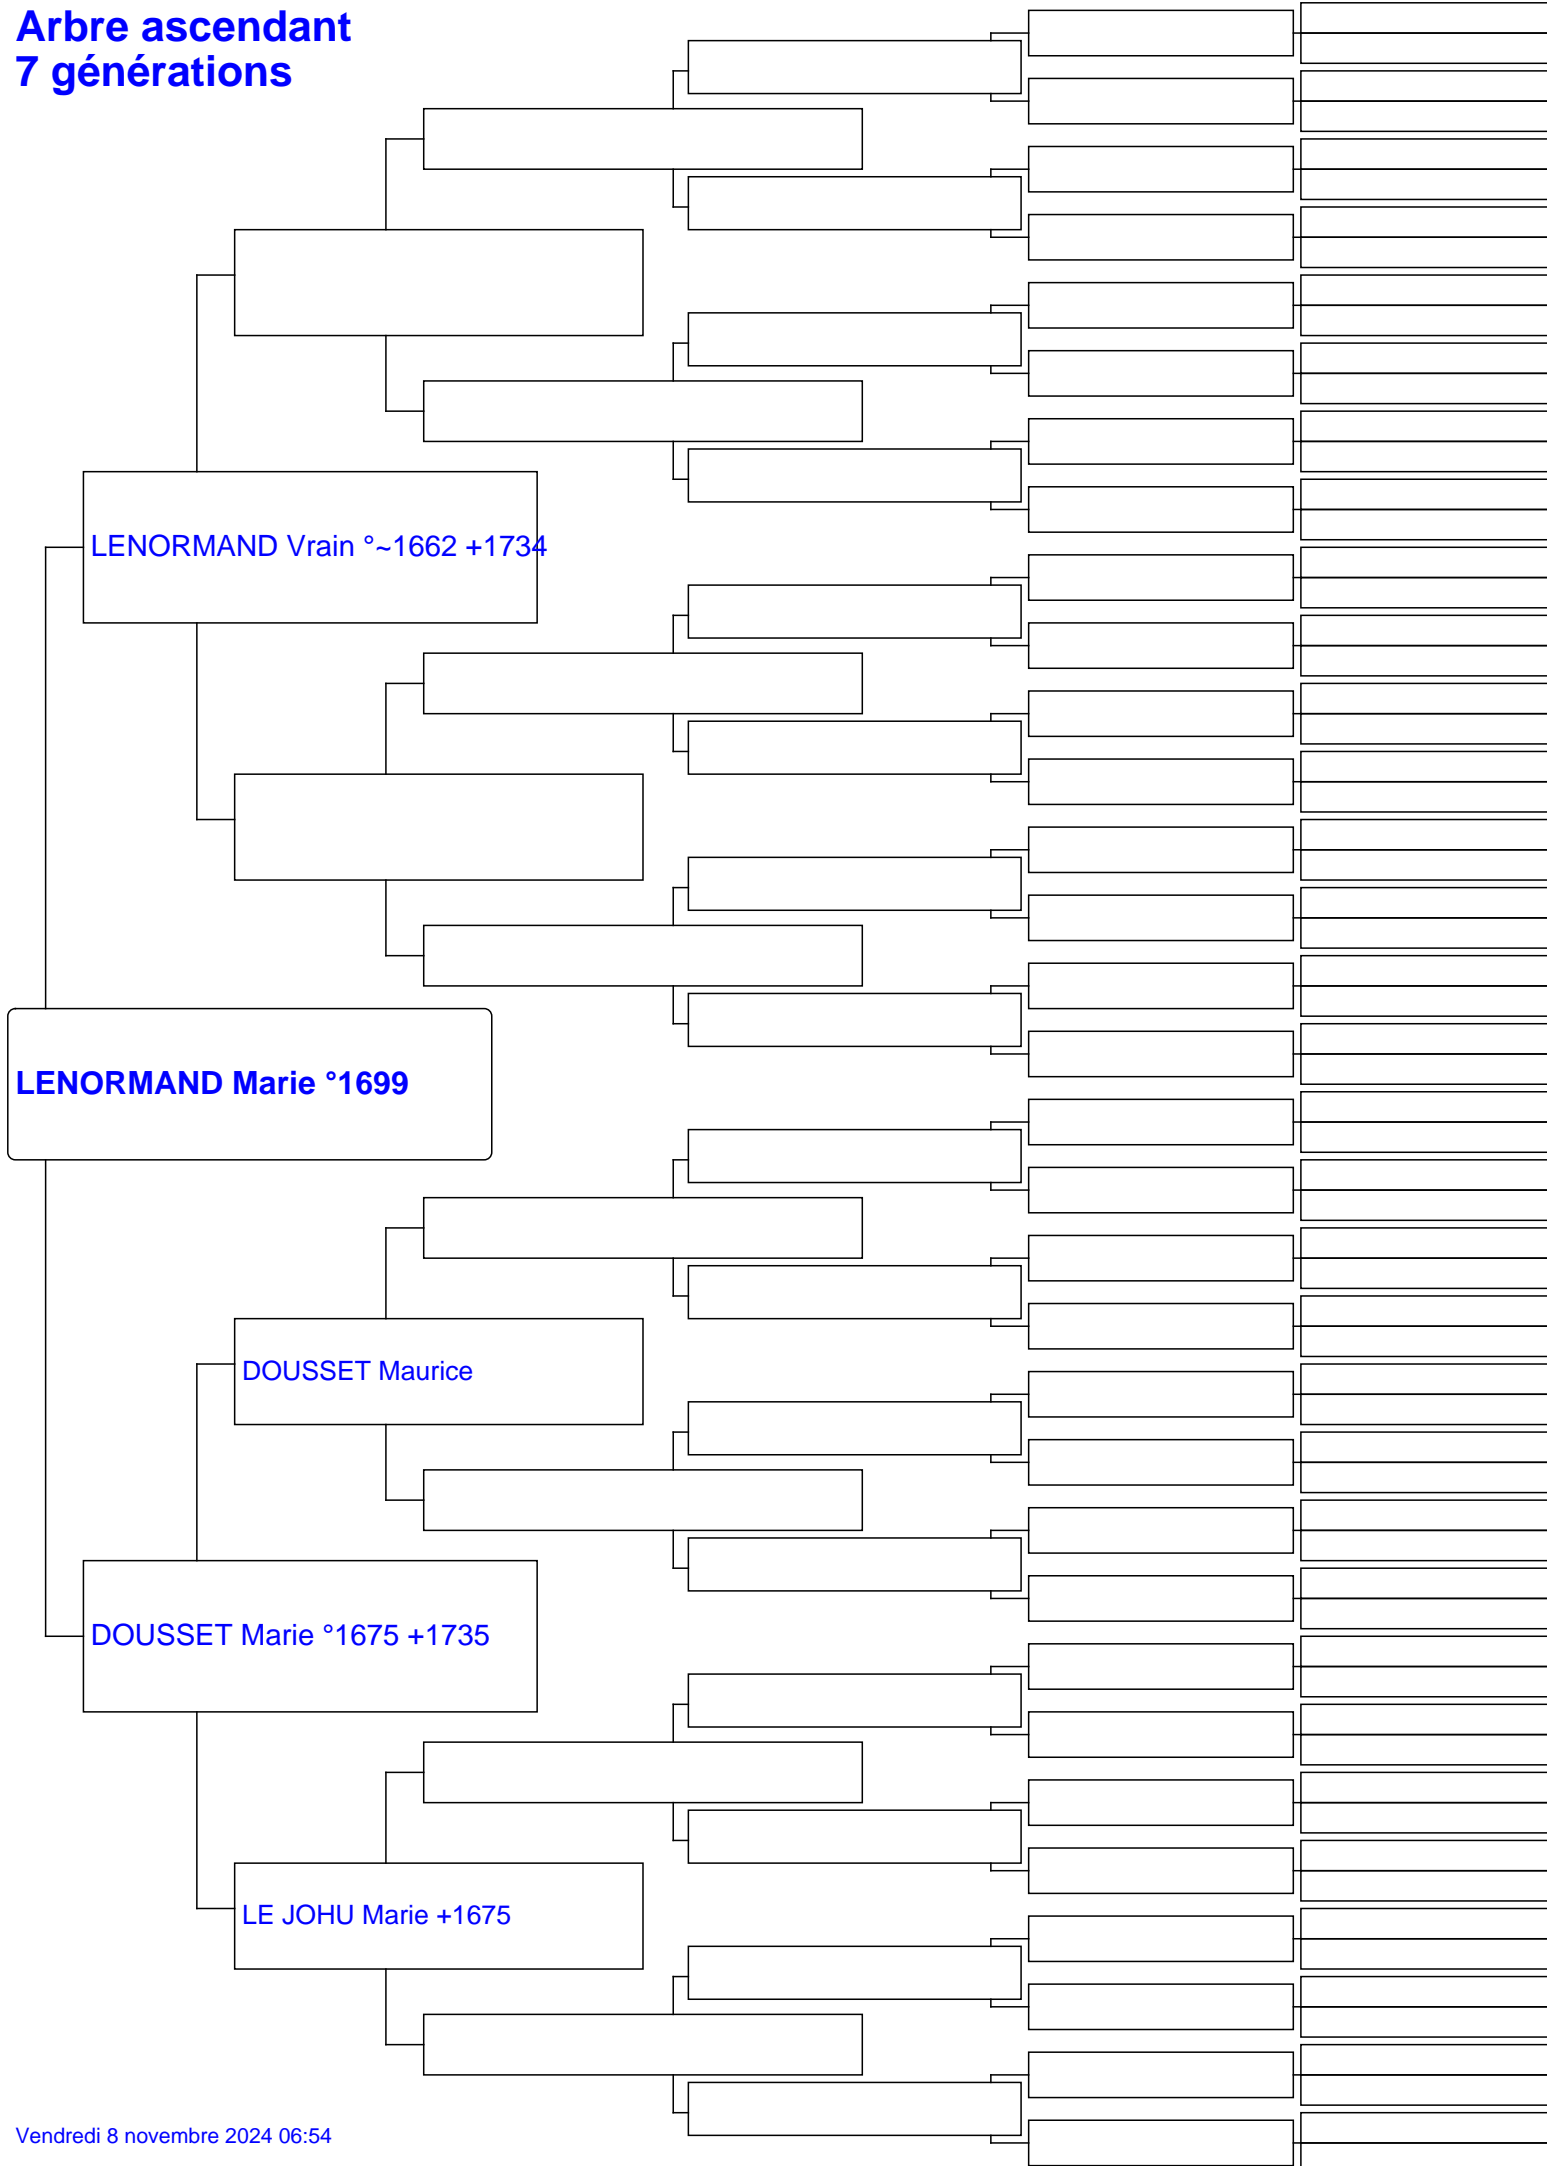 Arbre ascendant
7 générations
LENORMAND Vrain °~1662 +1734
LENORMAND Marie °1699
DOUSSET Maurice
DOUSSET Marie °1675 +1735
LE JOHU Marie +1675
Vendredi 8 novembre 2024 06:54